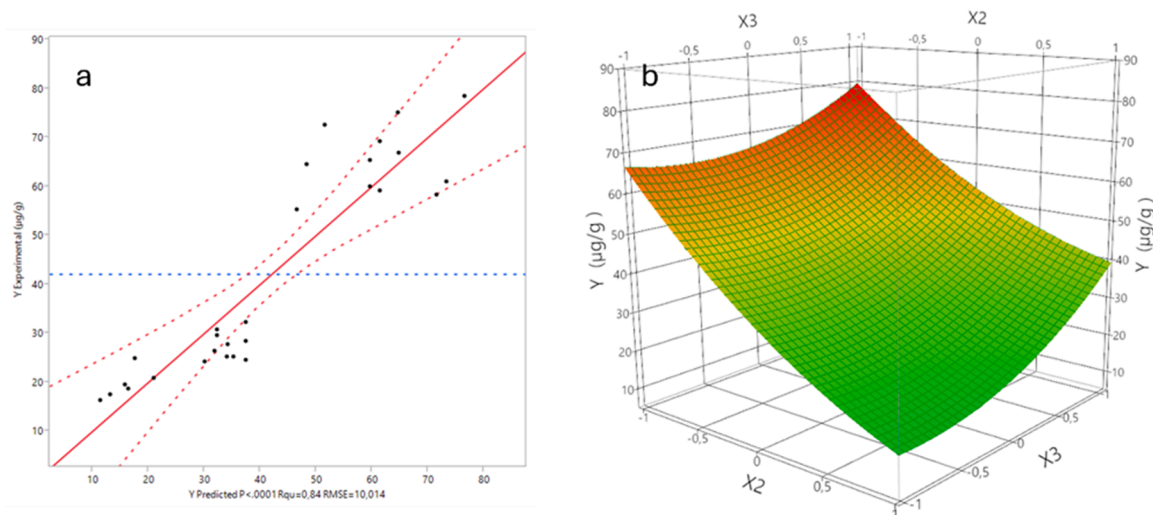 a
90
80
70
60
50
40
30
20
10
Y Experimental (µg/g)
10 20 30 40 50 60 70 80
Y Predicted P<.0001 Rqu=0,84 RMSE=10,014
b
X3
X2
-1 -0.5 0 0.5 1
-1 -0.5 0 0,5 1
90
80
70
60
50
40
30
20
10
Y (µg/g )
90
80
70
60
50
40
30
20
10
Y (µg/g )
-1 -0,5 0 0,5 1
X2
-1 -0,5 0 0,5 1
X3